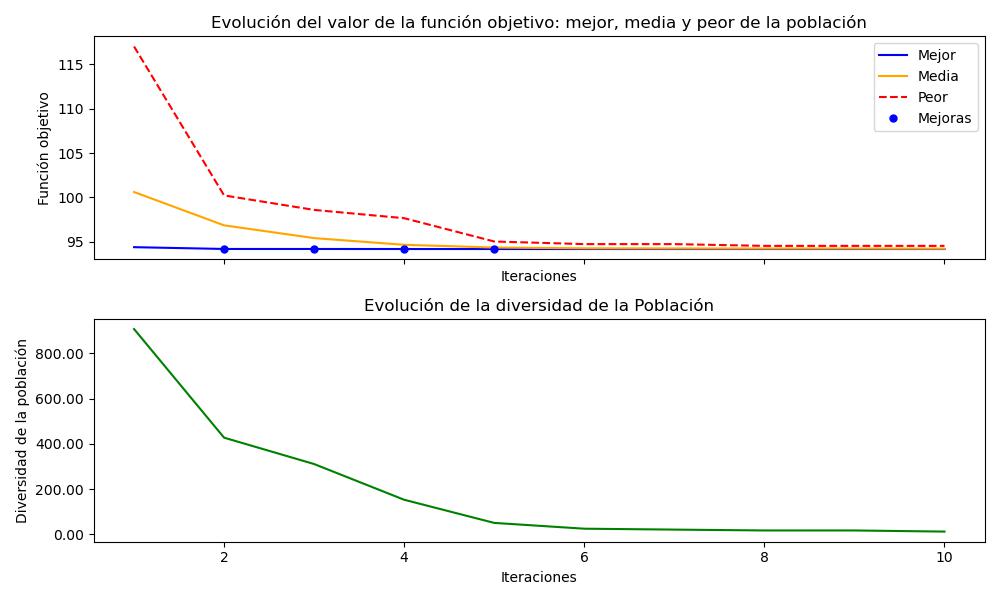 Evolución del valor de la función objetivo: mejor, media y peor de la población
Función objetivo
115
110
105
100
95
Mejor
Media
Peor
Mejoras
Iteraciones
Evolución de la diversidad de la Población
Diversidad de la población
800.00
600.00
400.00
200.00
0.00
2
4
6
8
10
Iteraciones